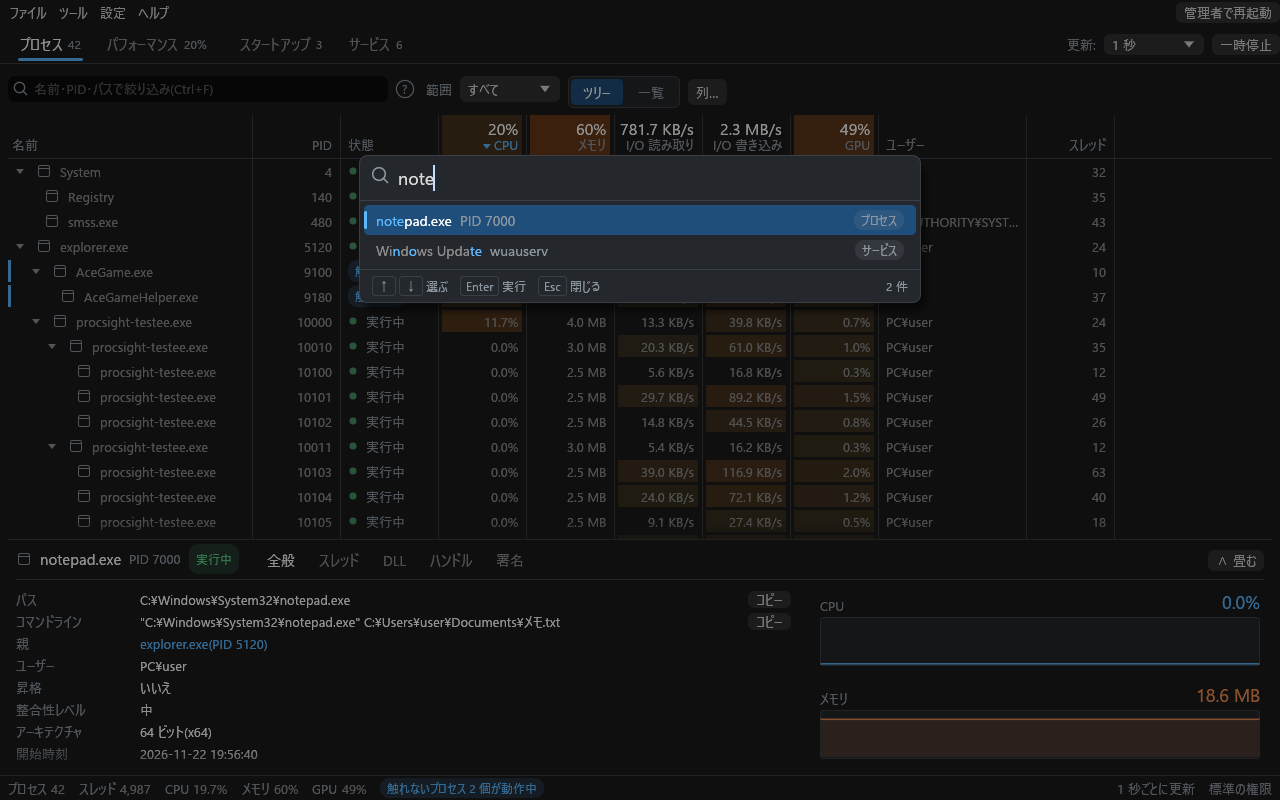 ファイル ツール 設定 ヘルプ 管理者で再起動
プロセス 42 パフォーマンス 20% スタートアップ 3 サービス 6 更新: 1 秒 一時停止
名前・PID・パスで絞り込み(Ctrl+F) ? 範囲 すべて ツリー 一覧 列...
20% 60% 781.7 KB/s 2.3 MB/s 49%
名前 PID 状態 CPU メモリ I/O 読み取り I/O 書き込み GPU ユーザー スレッド
note
notepad.exe PID 7000 プロセス
Windows Update wuauserv サービス
↑ ↓ 選ぶ Enter 実行 Esc 閉じる 2 件
System 4 32
Registry 140 35
smss.exe 480 THORITY¥SYST... 43
explorer.exe 5120 24
AceGame.exe 9100 10
AceGameHelper.exe 9180 37
procsight-testee.exe 10000 実行中 11.7% 4.0 MB 13.3 KB/s 39.8 KB/s 0.7% PC¥user 24
procsight-testee.exe 10010 実行中 0.0% 3.0 MB 20.3 KB/s 61.0 KB/s 1.0% PC¥user 35
procsight-testee.exe 10100 実行中 0.0% 2.5 MB 5.6 KB/s 16.8 KB/s 0.3% PC¥user 12
procsight-testee.exe 10101 実行中 0.0% 2.5 MB 29.7 KB/s 89.2 KB/s 1.5% PC¥user 49
procsight-testee.exe 10102 実行中 0.0% 2.5 MB 14.8 KB/s 44.5 KB/s 0.8% PC¥user 26
procsight-testee.exe 10011 実行中 0.0% 3.0 MB 5.4 KB/s 16.2 KB/s 0.3% PC¥user 12
procsight-testee.exe 10103 実行中 0.0% 2.5 MB 39.0 KB/s 116.9 KB/s 2.0% PC¥user 63
procsight-testee.exe 10104 実行中 0.0% 2.5 MB 24.0 KB/s 72.1 KB/s 1.2% PC¥user 40
procsight-testee.exe 10105 実行中 0.0% 2.5 MB 9.1 KB/s 27.4 KB/s 0.5% PC¥user 18
notepad.exe PID 7000 実行中 全般 スレッド DLL ハンドル 署名 ∧ 畳む
パス C:¥Windows¥System32¥notepad.exe コピー
コマンドライン "C:¥Windows¥System32¥notepad.exe" C:¥Users¥user¥Documents¥メモ.txt コピー
親 explorer.exe(PID 5120)
ユーザー PC¥user
昇格 いいえ
整合性レベル 中
アーキテクチャ 64 ビット(x64)
開始時刻 2026-11-22 19:56:40
CPU 0.0%
メモリ 18.6 MB
プロセス 42 スレッド 4,987 CPU 19.7% メモリ 60% GPU 49% 触れないプロセス 2 個が動作中 1 秒ごとに更新 標準の権限